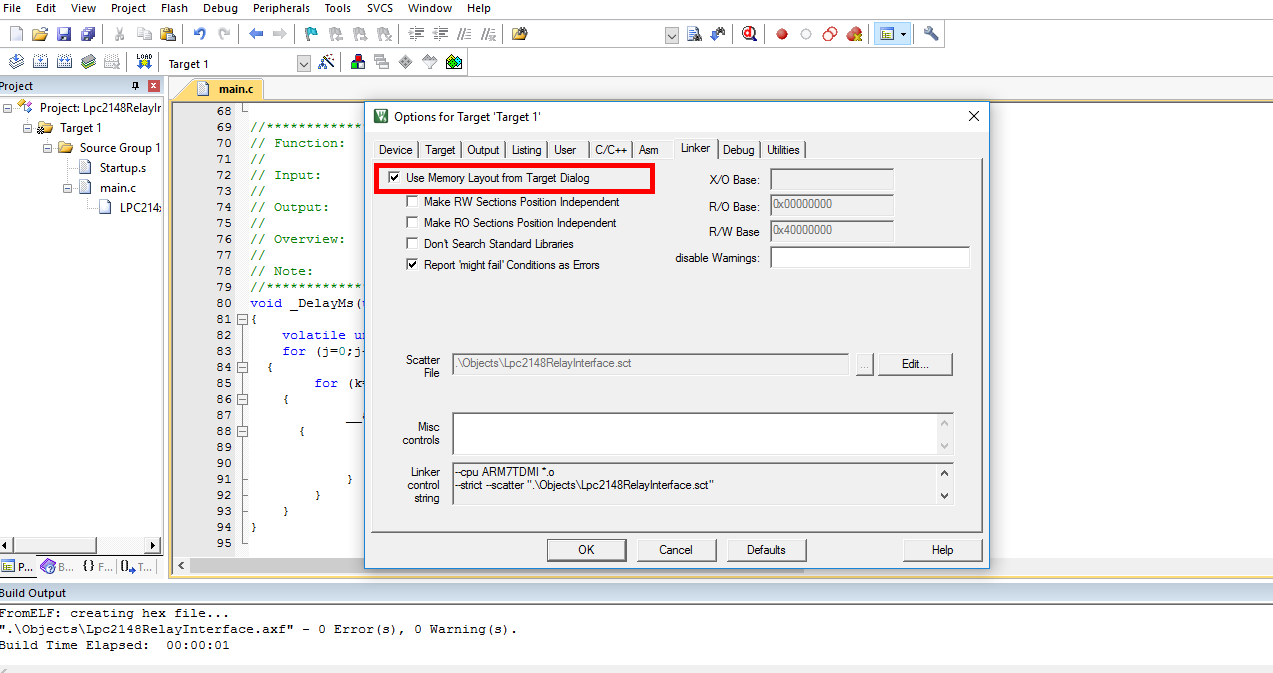 File Edit View Project Flash Debug Peripherals Tools SVCS Window Help
LOAD
Target 1
Project
main.c
Project: Lpc2148RelayIr
Target 1
Source Group 1
Startup.s
main.c
LPC214
P... B... {} F... {} T...
68
69 //************
70 // Function:
71 //
72 // Input:
73 //
74 // Output:
75 //
76 // Overview:
77 //
78 // Note:
79 //************
80 void _DelayMs(
81 {
82 volatile un
83 for (j=0;j
84 {
85 for (k
86 {
87 __
88 {
89
90
91 }
92 }
93 }
94 }
95
Options for Target 'Target 1'
Device Target Output Listing User C/C++ Asm Linker Debug Utilities
Use Memory Layout from Target Dialog
Make RW Sections Position Independent
Make RO Sections Position Independent
Don't Search Standard Libraries
Report 'might fail' Conditions as Errors
X/O Base:
R/O Base: 0x00000000
R/W Base 0x40000000
disable Warnings:
Scatter
File
.\Objects\Lpc2148RelayInterface.sct
... Edit...
Misc
controls
Linker
control
string
--cpu ARM7TDMI *.o
--strict --scatter ".\Objects\Lpc2148RelayInterface.sct"
OK Cancel Defaults Help
Build Output
FromELF: creating hex file...
".\Objects\Lpc2148RelayInterface.axf" - 0 Error(s), 0 Warning(s).
Build Time Elapsed: 00:00:01